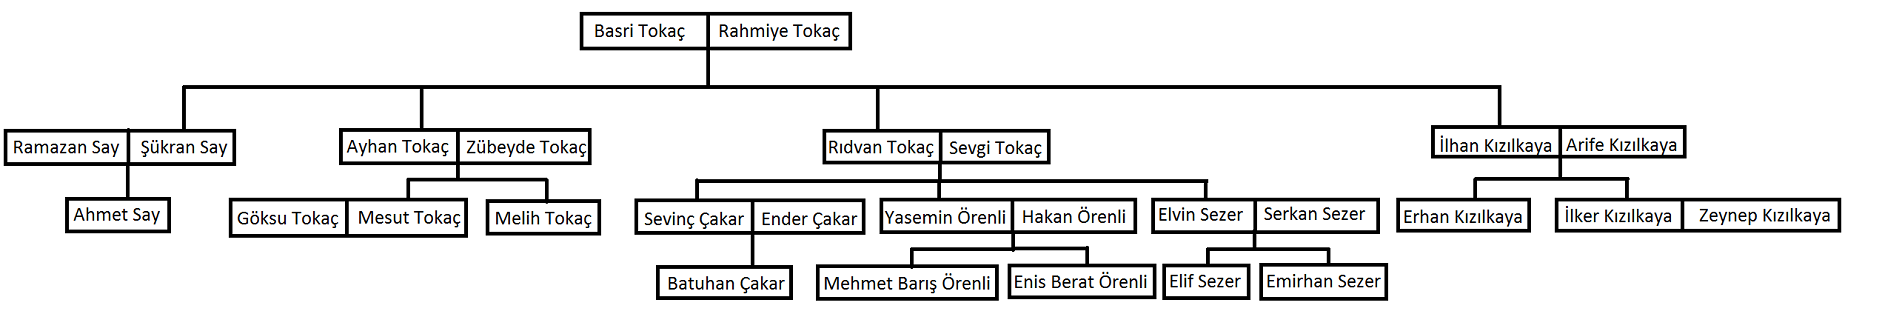 Basri Tokaç Rahmiye Tokaç
Ramazan Say Şükran Say Ayhan Tokaç Zübeyde Tokaç Rıdvan Tokaç Sevgi Tokaç İlhan Kızılkaya Arife Kızılkaya
Ahmet Say Göksu Tokaç Mesut Tokaç Melih Tokaç Sevinç Çakar Ender Çakar Yasemin Örenli Hakan Örenli Elvin Sezer Serkan Sezer Erhan Kızılkaya İlker Kızılkaya Zeynep Kızılkaya
Batuhan Çakar Mehmet Barış Örenli Enis Berat Örenli Elif Sezer Emirhan Sezer